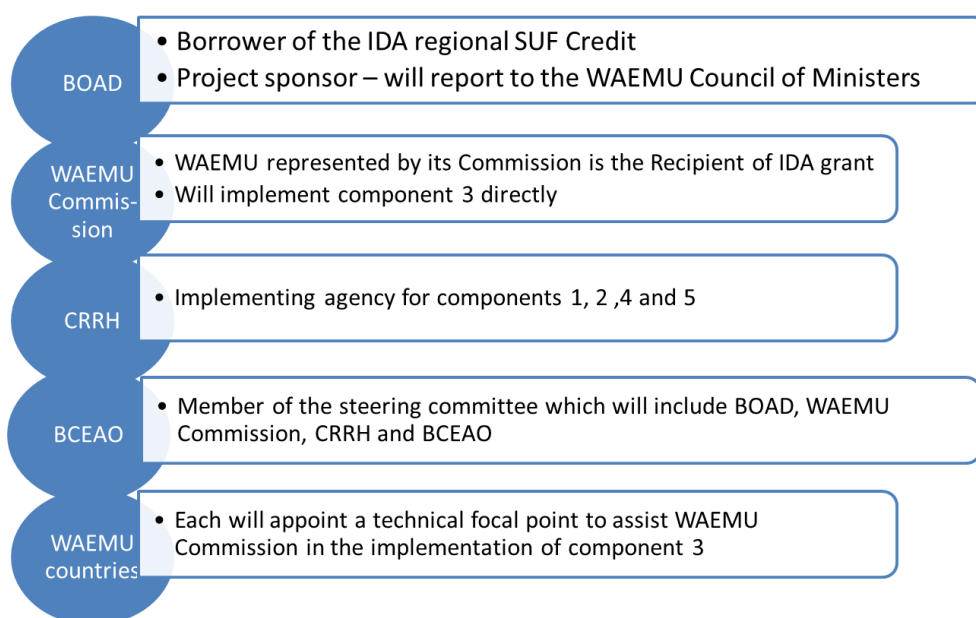 BOAD
• Borrower of the IDA regional SUF Credit
• Project sponsor – will report to the WAEMU Council of Ministers
WAEMU
Commis-
sion
• WAEMU represented by its Commission is the Recipient of IDA grant
• Will implement component 3 directly
CRRH
• Implementing agency for components 1, 2 ,4 and 5
BCEAO
• Member of the steering committee which will include BOAD, WAEMU
Commission, CRRH and BCEAO
WAEMU
countries
• Each will appoint a technical focal point to assist WAEMU
Commission in the implementation of component 3